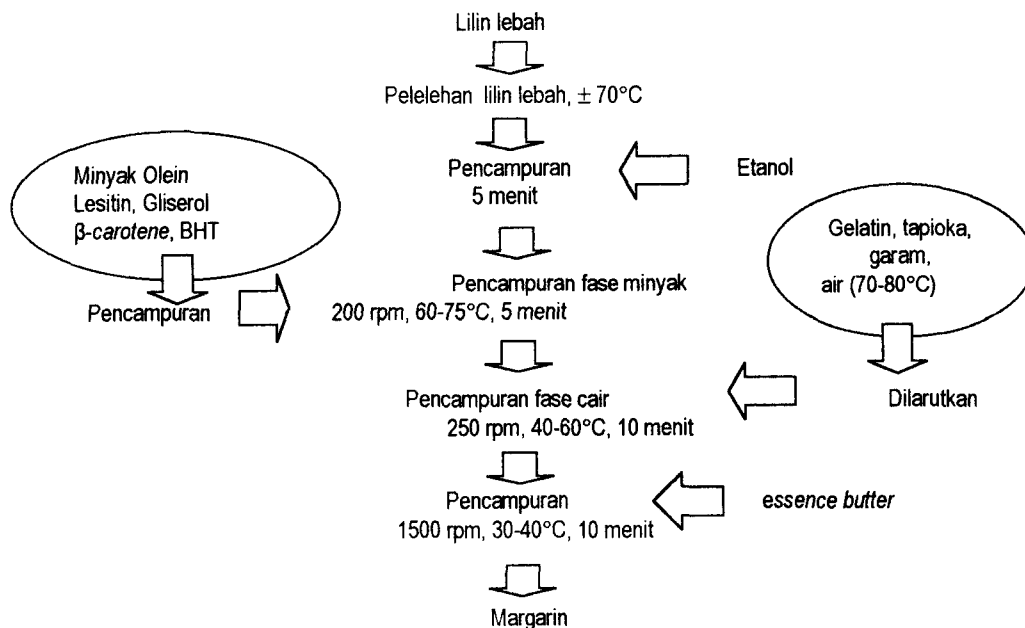 Lilin lebah
Pelelehan lilin lebah, ± 70°C
Pencampuran
5 menit
Etanol
Minyak Olein
Lesitin, Gliserol
β-carotene, BHT
Pencampuran
Gelatin, tapioka,
garam,
air (70-80°C)
Dilarutkan
Pencampuran fase minyak
200 rpm, 60-75°C, 5 menit
Pencampuran fase cair
250 rpm, 40-60°C, 10 menit
Pencampuran
1500 rpm, 30-40°C, 10 menit
essence butter
Margarin